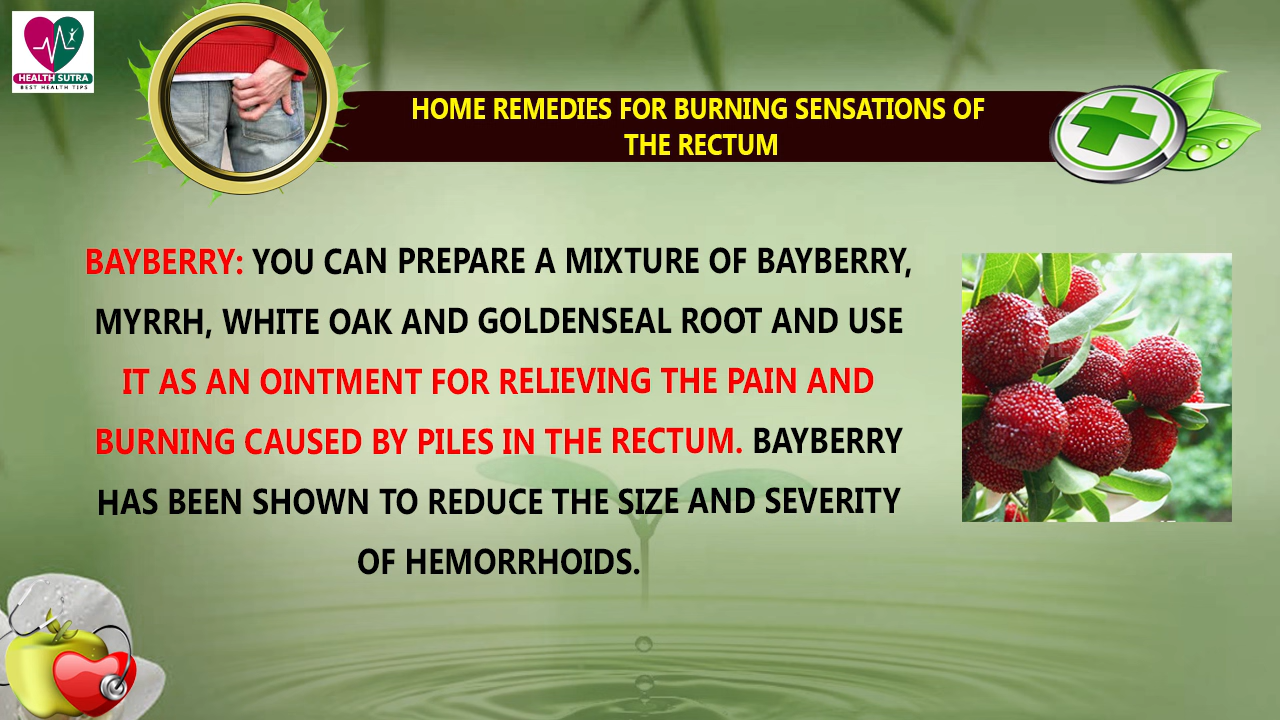 HEALTH SUTRA
BEST HEALTH TIPS
HOME REMEDIES FOR BURNING SENSATIONS OF
THE RECTUM
BAYBERRY: YOU CAN PREPARE A MIXTURE OF BAYBERRY,
MYRRH, WHITE OAK AND GOLDENSEAL ROOT AND USE
IT AS AN OINTMENT FOR RELIEVING THE PAIN AND
BURNING CAUSED BY PILES IN THE RECTUM. BAYBERRY
HAS BEEN SHOWN TO REDUCE THE SIZE AND SEVERITY
OF HEMORRHOIDS.